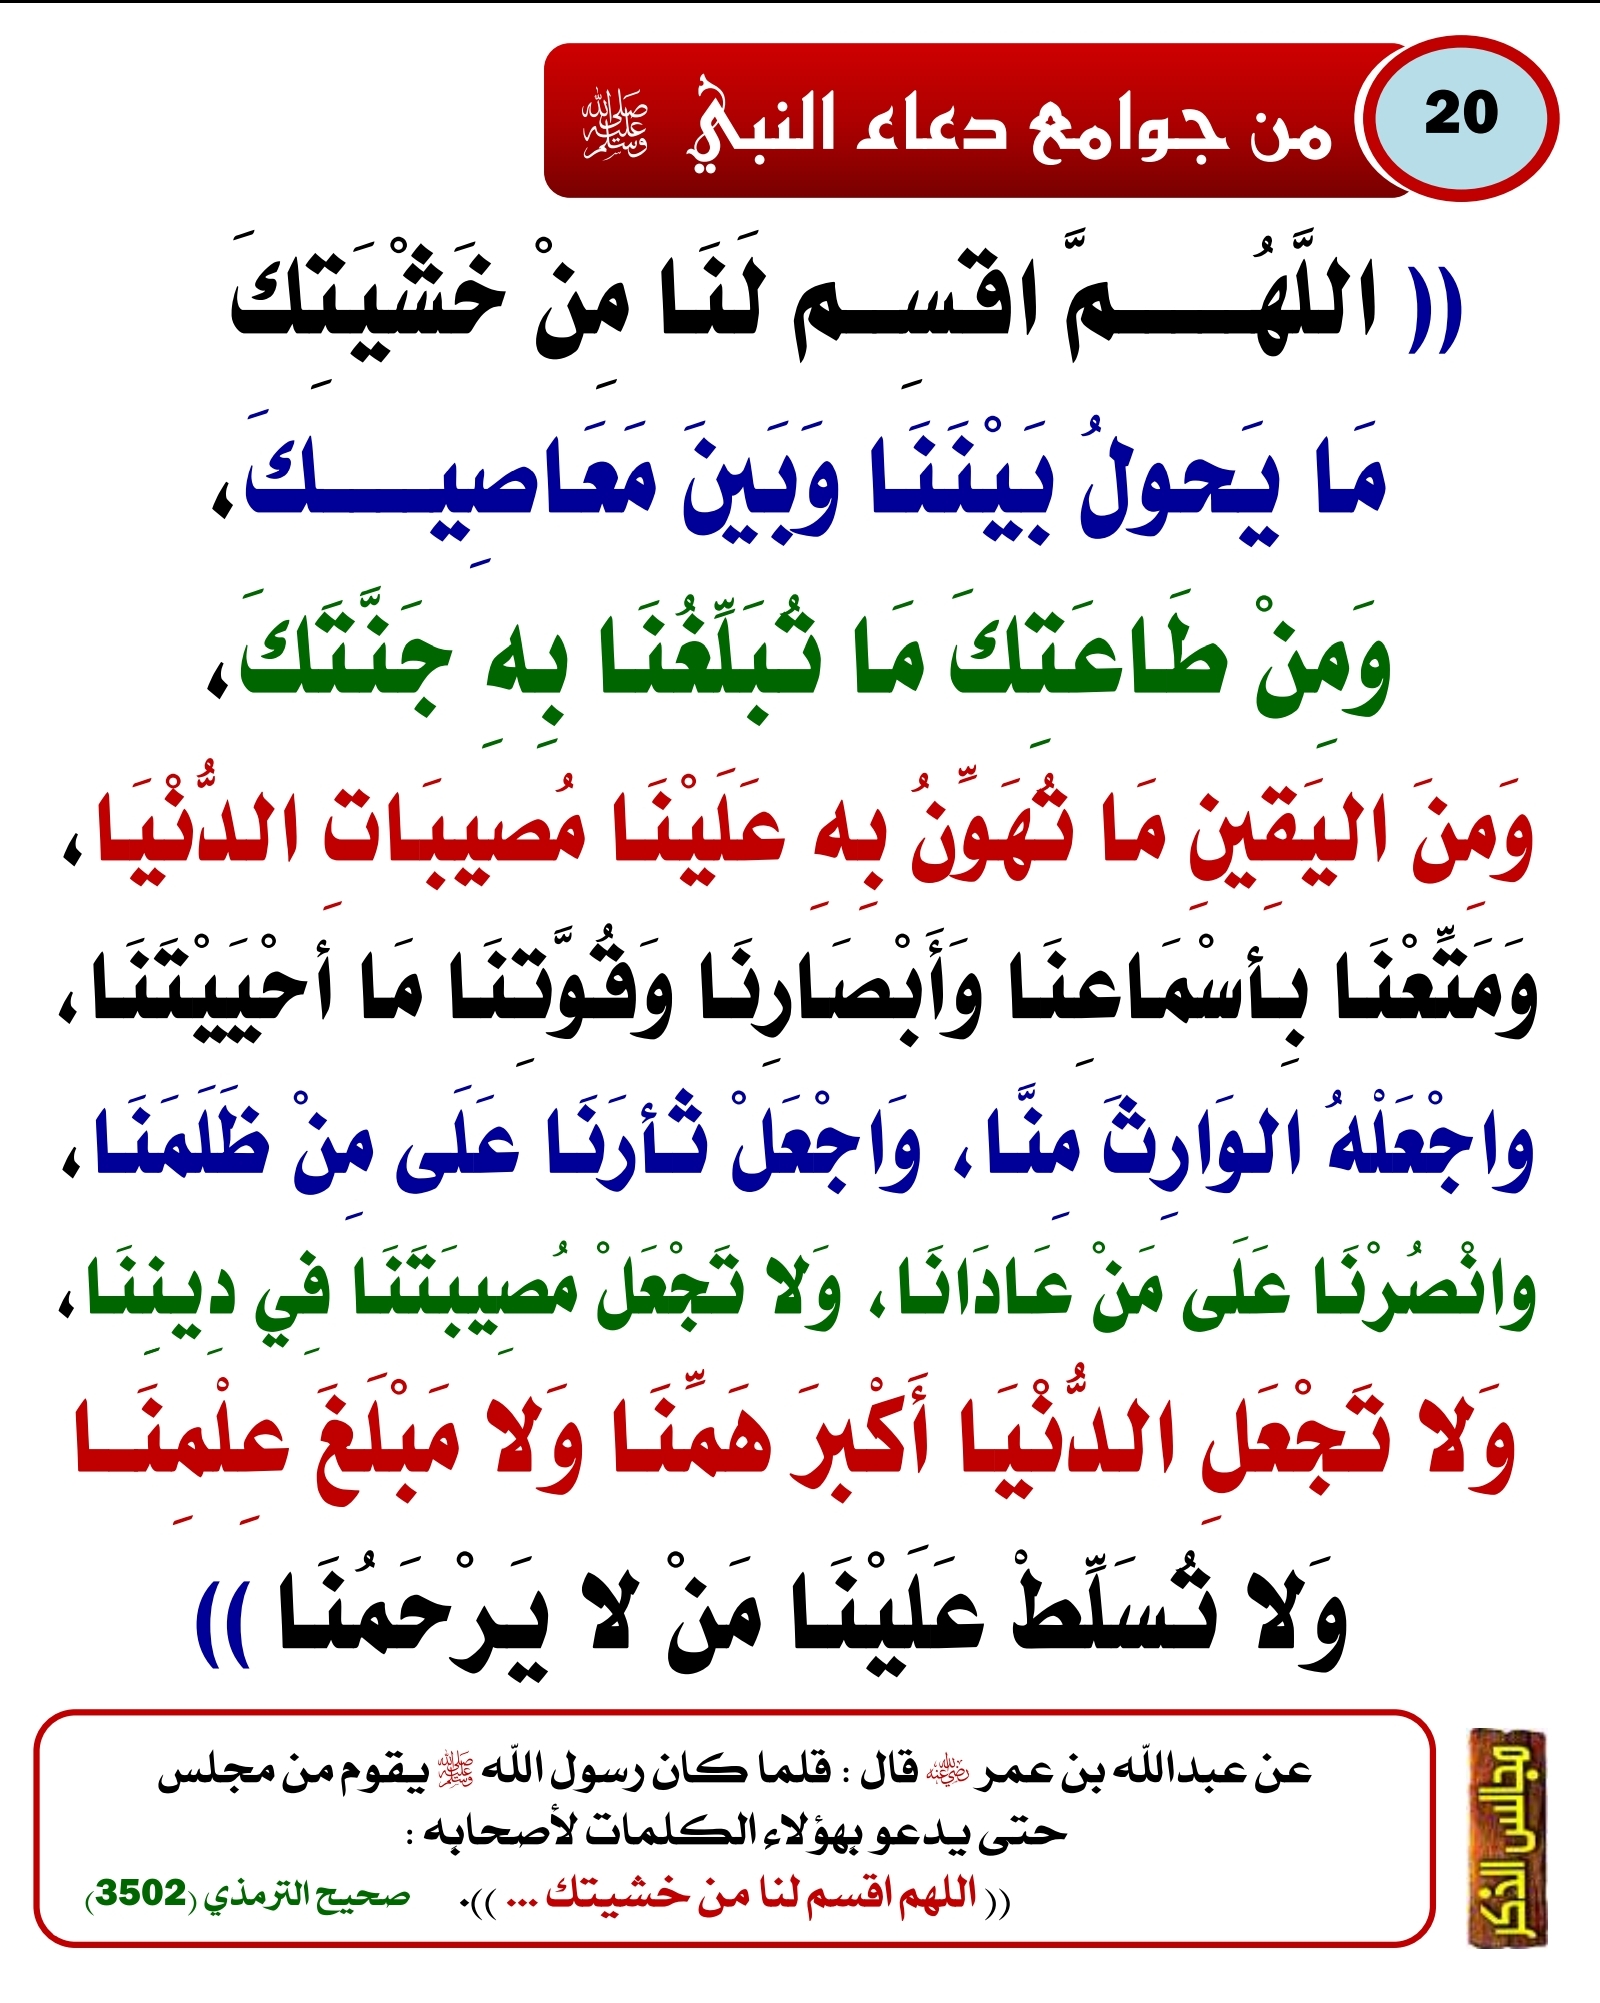 20
من جوامع دعاء النبي ﷺ
(( اللَّهُمَّ اقسِم لَنَا مِنْ خَشْيَتِكَ
مَا يَحولُ بَيْنَنَا وَبَينَ مَعَاصِيكَ،
وَمِنْ طَاعَتِكَ مَا تُبَلِّغُنَا بِهِ جَنَّتَكَ،
وَمِنَ اليَقِينِ مَا تُهَوِّنُ بِهِ عَلَيْنَا مُصيبَاتِ الدُّنْيَا،
وَمَتِّعْنَا بِأسْمَاعِنَا وَأَبْصَارِنَا وَقُوَّتِنَا مَا أحْيَيْتَنَا،
واجْعَلْهُ الوَارِثَ مِنَّا، وَاجْعَلْ ثَأرَنَا عَلَى مِنْ ظَلَمَنَا،
وانْصُرْنَا عَلَى مَنْ عَادَانَا، وَلا تَجْعَلْ مُصِيبَتَنَا فِي دِينِنَا،
وَلا تَجْعَلِ الدُّنْيَا أَكْبرَ هَمِّنَا وَلا مَبْلَغَ عِلْمِنَا
وَلا تُسَلِّطْ عَلَيْنَا مَنْ لا يَرْحَمُنَا ))
عن عبدالله بن عمر رضي الله عنه قال : قلما كان رسول الله ﷺ يقوم من مجلس
حتى يدعو بهؤلاء الكلمات لأصحابه :
(( اللهم اقسم لنا من خشيتك ... )). صحيح الترمذي (3502)
مجالس الذكر